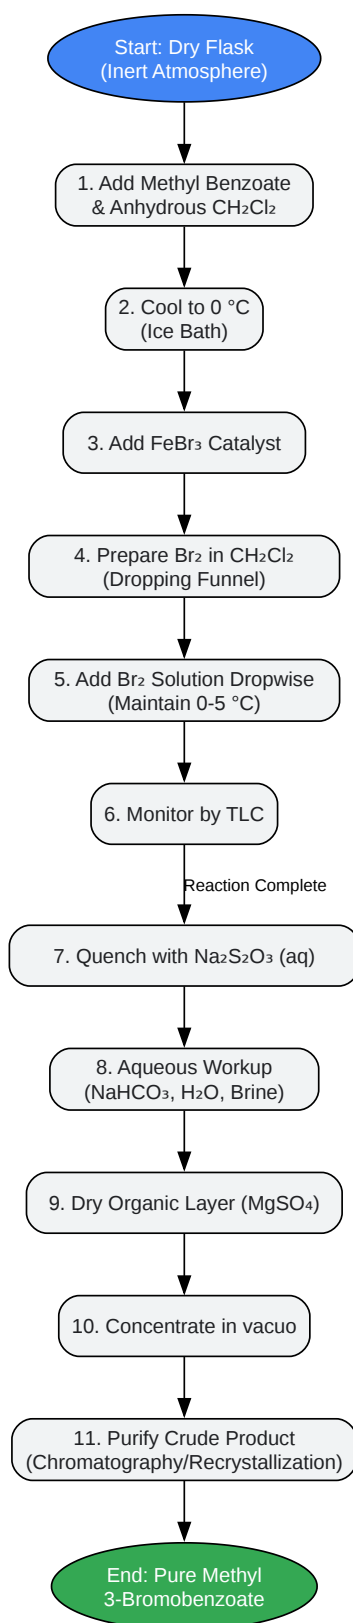 Start: Dry Flask
(Inert Atmosphere)
1. Add Methyl Benzoate
& Anhydrous CH₂Cl₂
2. Cool to 0 °C
(Ice Bath)
3. Add FeBr₃ Catalyst
4. Prepare Br₂ in CH₂Cl₂
(Dropping Funnel)
5. Add Br₂ Solution Dropwise
(Maintain 0-5 °C)
6. Monitor by TLC
Reaction Complete
7. Quench with Na₂S₂O₃ (aq)
8. Aqueous Workup
(NaHCO₃, H₂O, Brine)
9. Dry Organic Layer (MgSO₄)
10. Concentrate in vacuo
11. Purify Crude Product
(Chromatography/Recrystallization)
End: Pure Methyl
3-Bromobenzoate